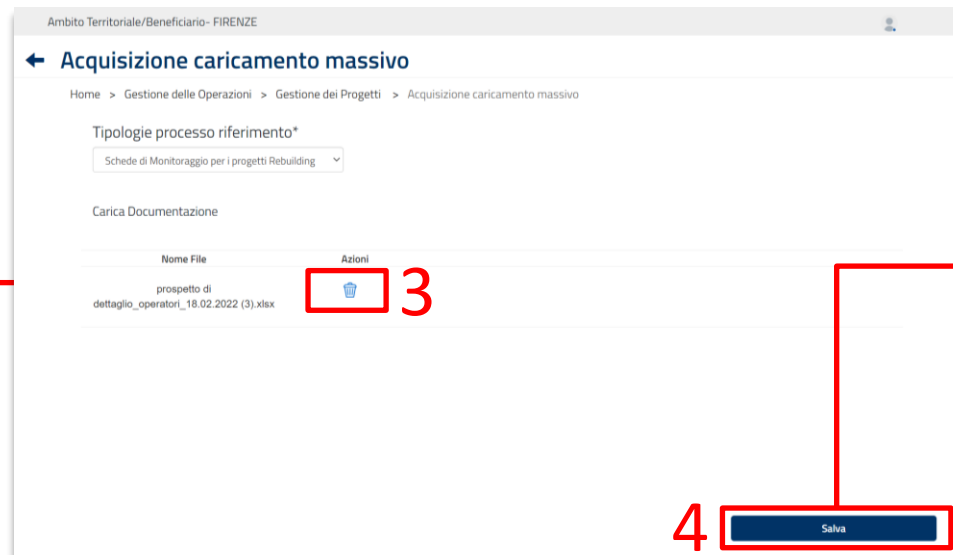 Ambito Territoriale/Beneficiario- FIRENZE
Acquisizione caricamento massivo
Home > Gestione delle Operazioni > Gestione dei Progetti > Acquisizione caricamento massivo
Tipologie processo riferimento*
Schede di Monitoraggio per i progetti Rebuilding
Carica Documentazione
Nome File Azioni
prospetto di
dettaglio_operatori_18.02.2022 (3).xlsx
3
4 Salva